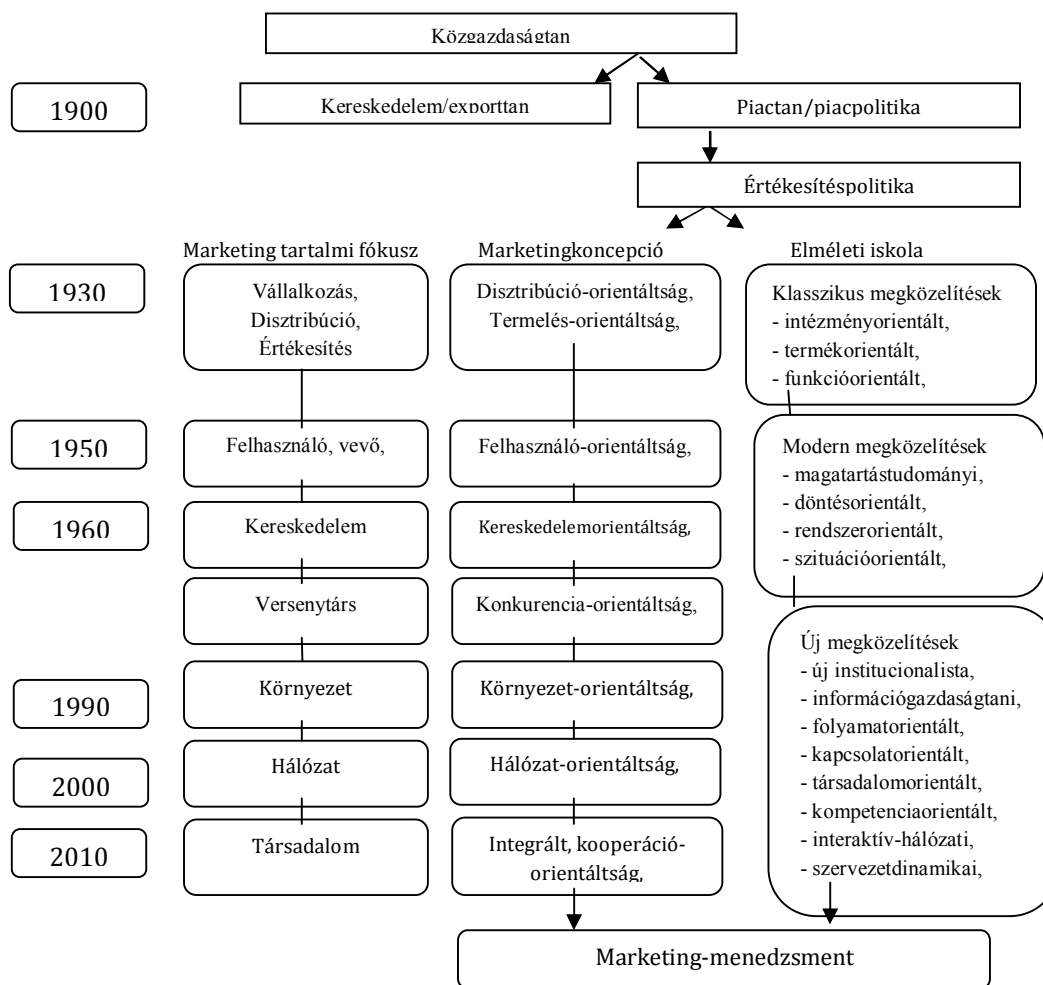 Közgazdaságtan
1900
Kereskedelem/exporttan
Piactan/piacpolitika
Értékesítéspolitika
Marketing tartalmi fókusz
Marketingkoncepció
Elméleti iskola
1930
Vállalkozás,
Disztribúció,
Értékesítés
Disztribúció-orientáltság,
Termelés-orientáltság,
Klasszikus megközelítések
- intézményorientált,
- termékorientált,
- funkcióorientált,
1950
Felhasználó, vevő,
Felhasználó-orientáltság,
Modern megközelítések
- magatartástudományi,
- döntésorientált,
- rendszerorientált,
- szituációorientált,
1960
Kereskedelem
Kereskedelemorientáltság,
Versenytárs
Konkurencia-orientáltság,
Új megközelítések
- új institucionalista,
- információgazdaságtani,
- folyamatorientált,
- kapcsolatorientált,
- társadalomorientált,
- kompetenciaorientált,
- interaktív-hálózati,
- szervezetdinamikai,
1990
Környezet
Környezet-orientáltság,
2000
Hálózat
Hálózat-orientáltság,
2010
Társadalom
Integrált, kooperáció-
orientáltság,
Marketing-menedzsment